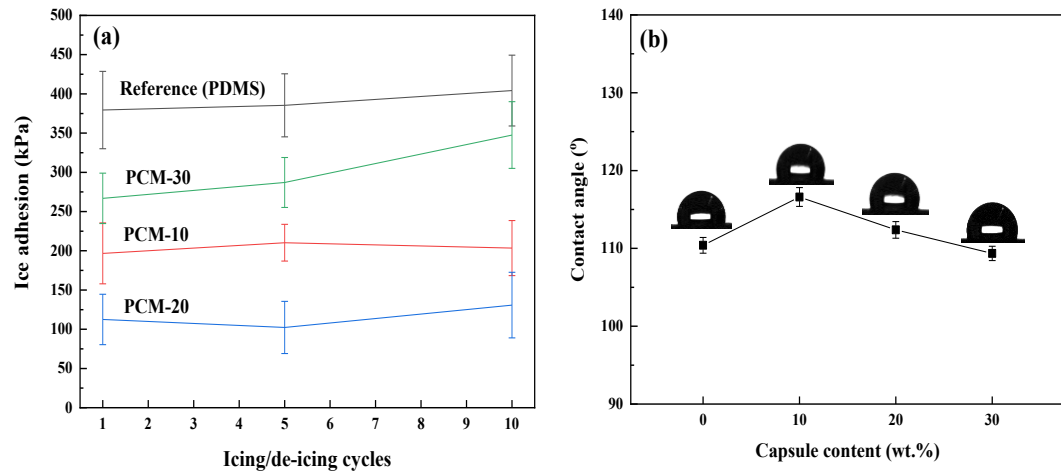 (a)
500
450
400
350
300
250
200
150
100
50
0
Ice adhesion (kPa)
Reference (PDMS)
PCM-30
PCM-10
PCM-20
1 2 3 4 5 6 7 8 9 10
Icing/de-icing cycles
(b)
140
130
120
110
100
90
Contact angle (º)
0 10 20 30
Capsule content (wt.%)